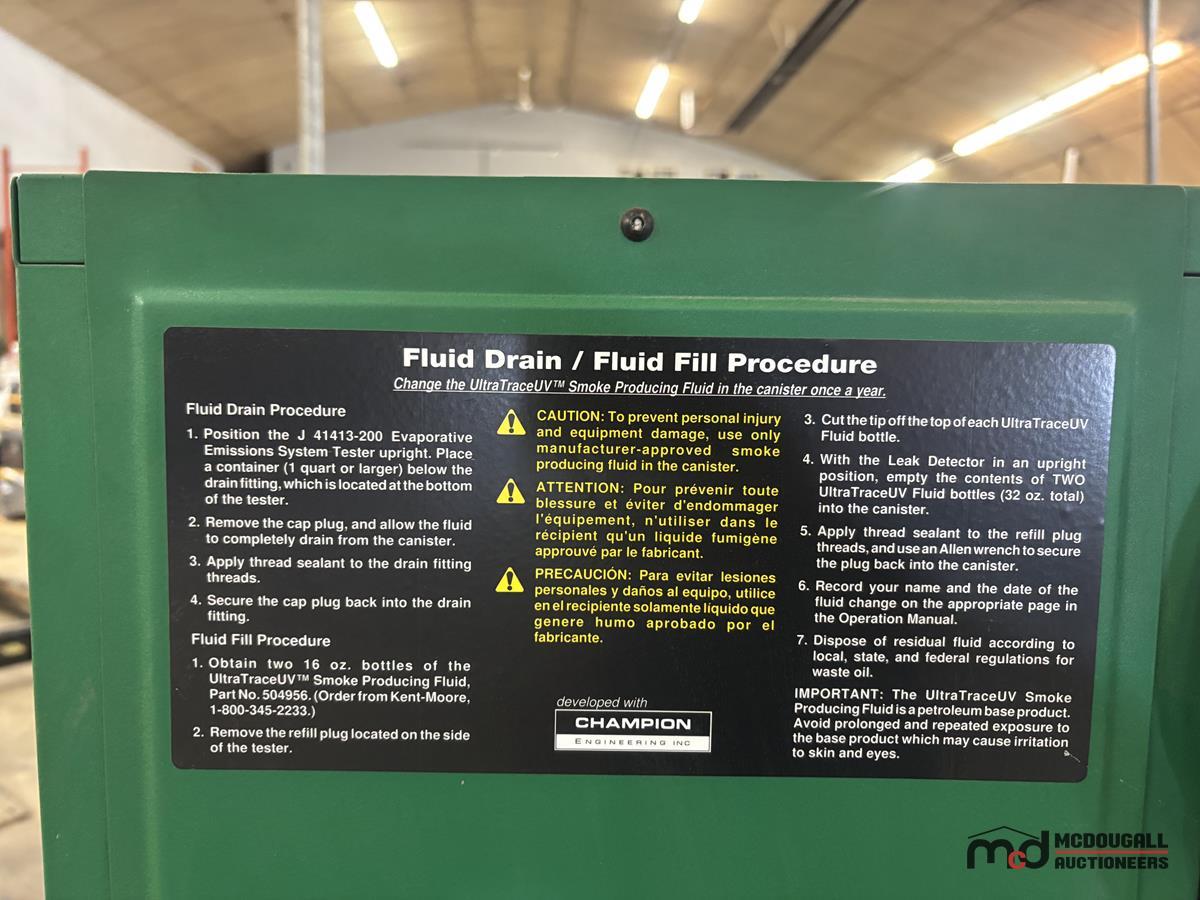 Fluid Drain / Fluid Fill Procedure
Change the UltraTraceUV™ Smoke Producing Fluid in the canister once a year.
Fluid Drain Procedure
1. Position the J 41413-200 Evaporative
Emissions System Tester upright. Place
a container (1 quart or larger) below the
drain fitting, which is located at the bottom
of the tester.
2. Remove the cap plug, and allow the fluid
to completely drain from the canister.
3. Apply thread sealant to the drain fitting
threads.
4. Secure the cap plug back into the drain
fitting.
Fluid Fill Procedure
1. Obtain two 16 oz. bottles of the
UltraTraceUV™ Smoke Producing Fluid,
Part No. 504956. (Order from Kent-Moore,
1-800-345-2233.)
2. Remove the refill plug located on the side
of the tester.
CAUTION: To prevent personal injury
and equipment damage, use only
manufacturer-approved smoke
producing fluid in the canister.
ATTENTION: Pour prévenir toute
blessure et éviter d'endommager
l'équipement, n'utiliser dans le
récipient qu'un liquide fumigène
approuvé par le fabricant.
PRECAUCIÓN: Para evitar lesiones
personales y daños al equipo, utilice
en el recipiente solamente líquido que
genere humo aprobado por el
fabricante.
developed with
CHAMPION
ENGINEERING INC
3. Cut the tip off the top of each UltraTraceUV
Fluid bottle.
4. With the Leak Detector in an upright
position, empty the contents of TWO
UltraTraceUV Fluid bottles (32 oz. total)
into the canister.
5. Apply thread sealant to the refill plug
threads, and use an Allen wrench to secure
the plug back into the canister.
6. Record your name and the date of the
fluid change on the appropriate page in
the Operation Manual.
7. Dispose of residual fluid according to
local, state, and federal regulations for
waste oil.
IMPORTANT: The UltraTraceUV Smoke
Producing Fluid is a petroleum base product.
Avoid prolonged and repeated exposure to
the base product which may cause irritation
to skin and eyes.
mcd MCDOUGALL
AUCTIONEERS